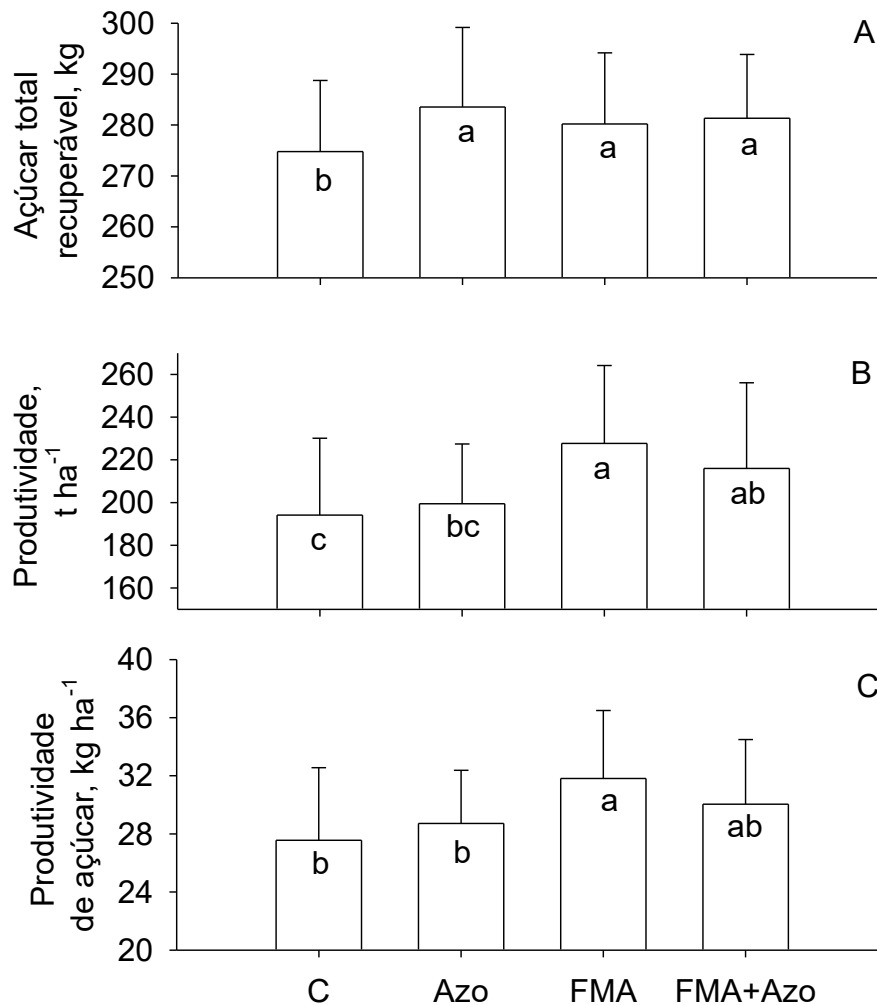 A
Açúcar total
recuperável, kg
300
290
280
270
260
250
b
a
a
a
B
Produtividade,
t ha⁻¹
260
240
220
200
180
160
c
bc
a
ab
C
Produtividade
de açúcar, kg ha⁻¹
40
36
32
28
24
20
b
b
a
ab
C Azo FMA FMA+Azo